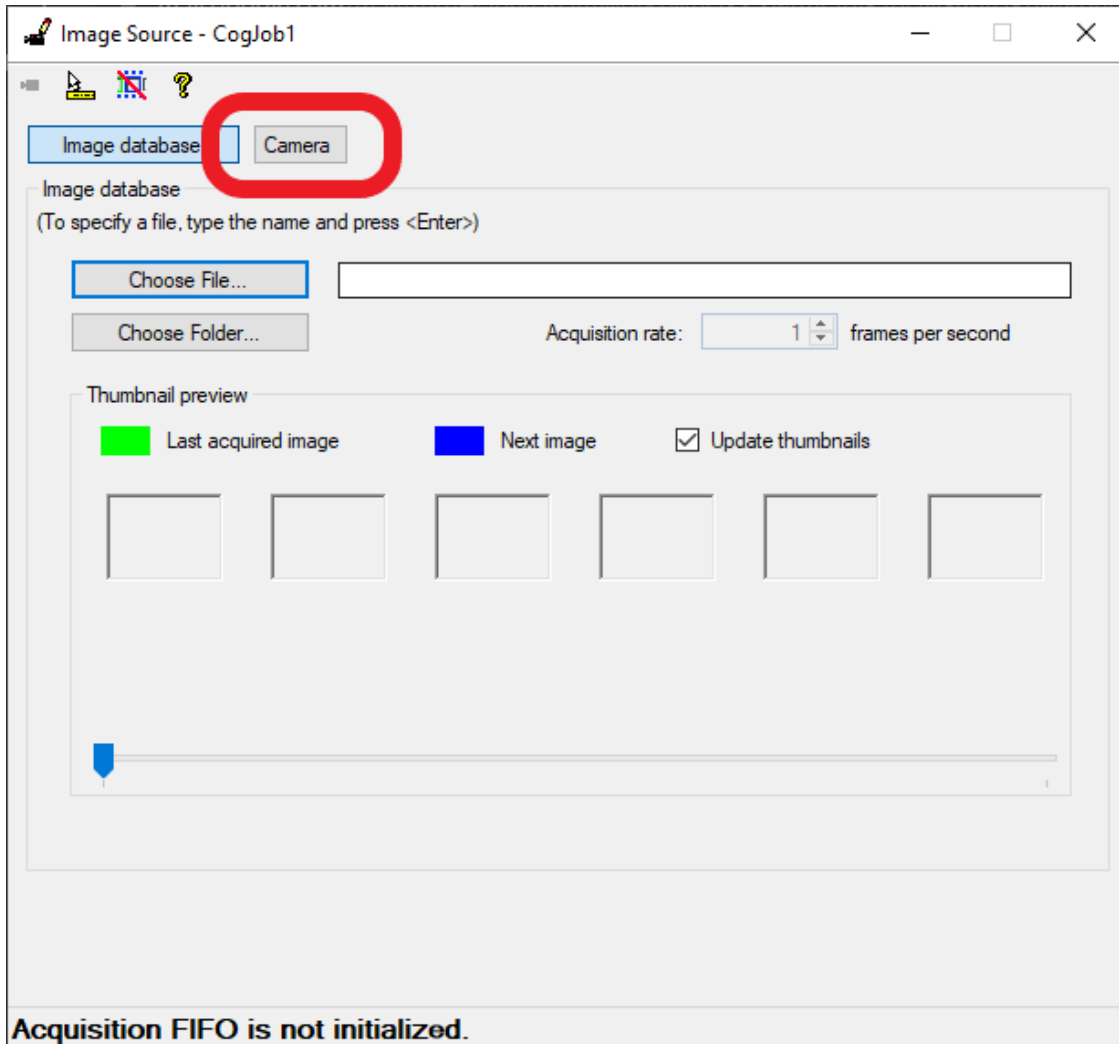 Image Source - CogJob1
Image database
Camera
Image database
(To specify a file, type the name and press <Enter>)
Choose File...
Choose Folder...
Acquisition rate: 1 frames per second
Thumbnail preview
Last acquired image
Next image
Update thumbnails
Acquisition FIFO is not initialized.